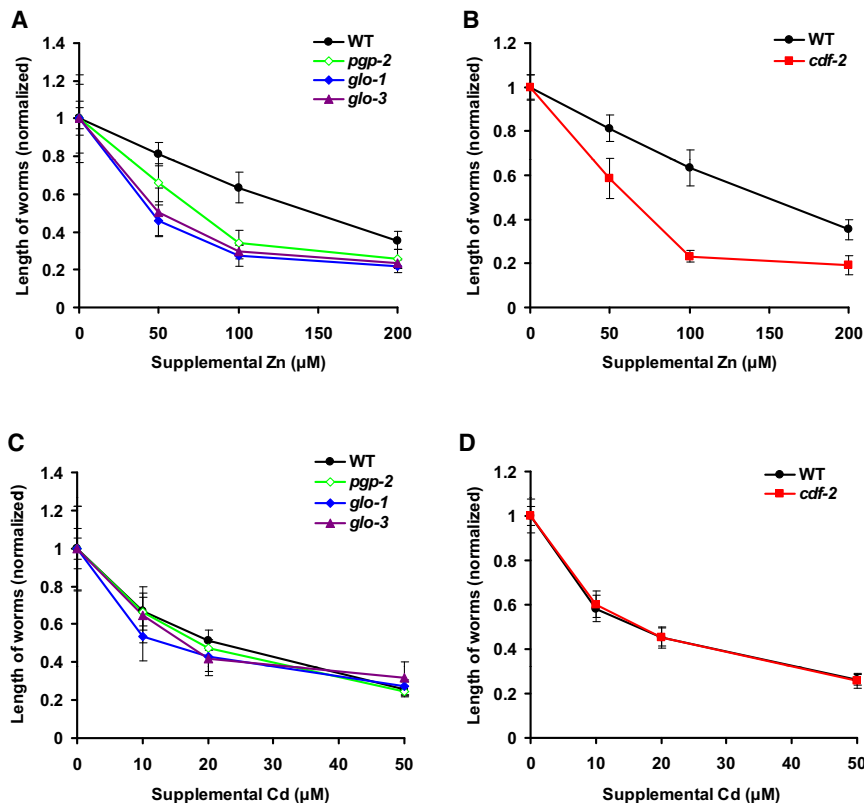 A
WT
pgp-2
glo-1
glo-3
Length of worms (normalized)
1.4
1.2
1
0.8
0.6
0.4
0.2
0
0 50 100 150 200
Supplemental Zn (µM)
B
WT
cdf-2
Length of worms (normalized)
1.4
1.2
1
0.8
0.6
0.4
0.2
0
0 50 100 150 200
Supplemental Zn (µM)
C
WT
pgp-2
glo-1
glo-3
Length of worms (normalized)
1.4
1.2
1
0.8
0.6
0.4
0.2
0
0 10 20 30 40 50
Supplemental Cd (µM)
D
WT
cdf-2
Length of worms (normalized)
1.2
1
0.8
0.6
0.4
0.2
0
0 10 20 30 40 50
Supplemental Cd (µM)